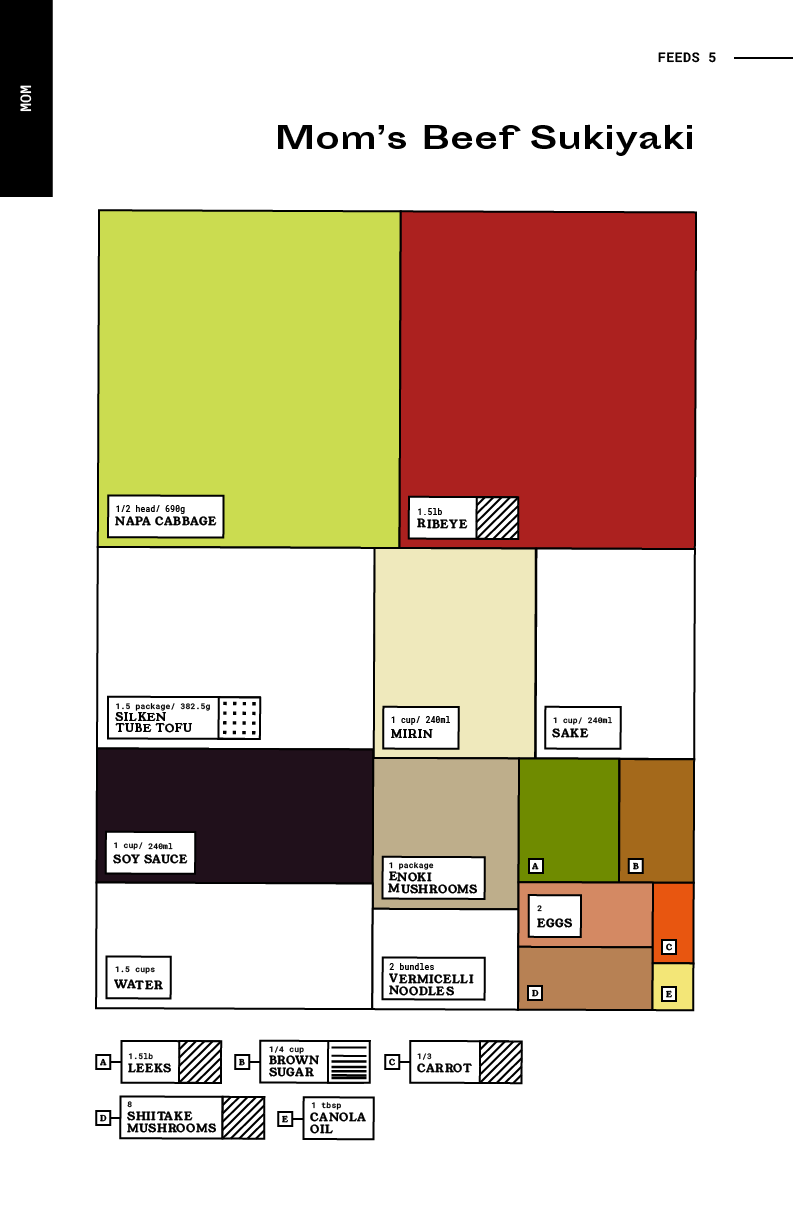 MOM
FEEDS 5
Mom's Beef Sukiyaki
1/2 head/ 690g
NAPA CABBAGE
1.5lb
RIBEYE
1.5 package/ 382.5g
SILKEN
TUBE TOFU
1 cup/ 240ml
MIRIN
1 cup/ 240ml
SAKE
1 cup/ 240ml
SOY SAUCE
1 package
ENOKI
MUSHROOMS
A
B
2
EGGS
C
1.5 cups
WATER
2 bundles
VERMICELLI
NOODLES
D
E
A
1.5lb
LEEKS
B
1/4 cup
BROWN
SUGAR
C
1/3
CARROT
D
8
SHIITAKE
MUSHROOMS
E
1 tbsp
CANOLA
OIL